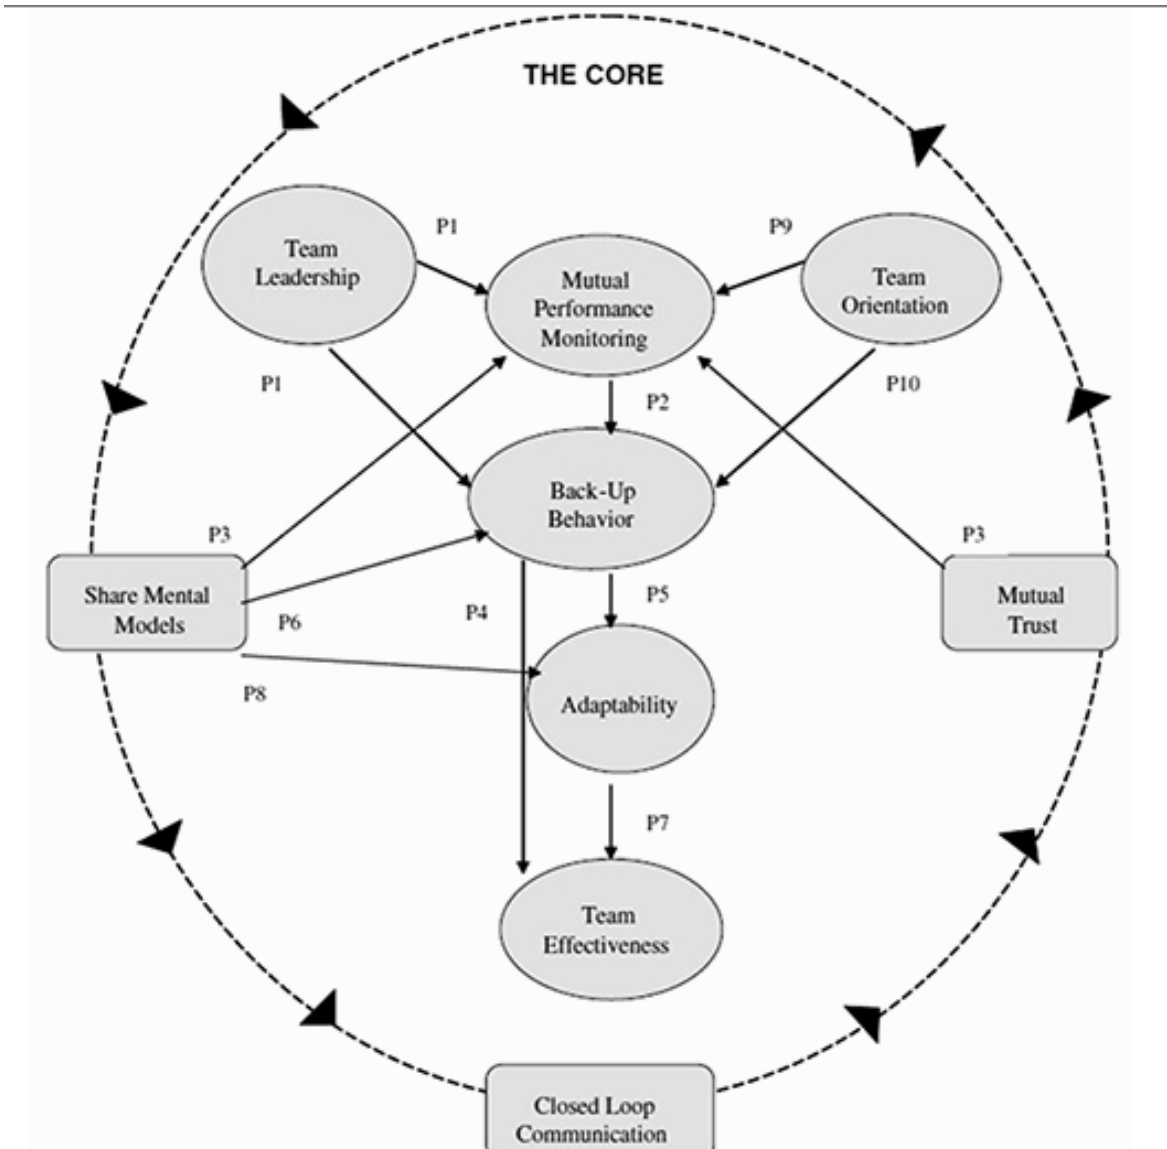 THE CORE
Team
Leadership
P1
P9
Mutual
Performance
Monitoring
Team
Orientation
P1
P2
P10
Back-Up
Behavior
P3
P3
Share Mental
Models
P6
P4
P5
Mutual
Trust
P8
Adaptability
P7
Team
Effectiveness
Closed Loop
Communication